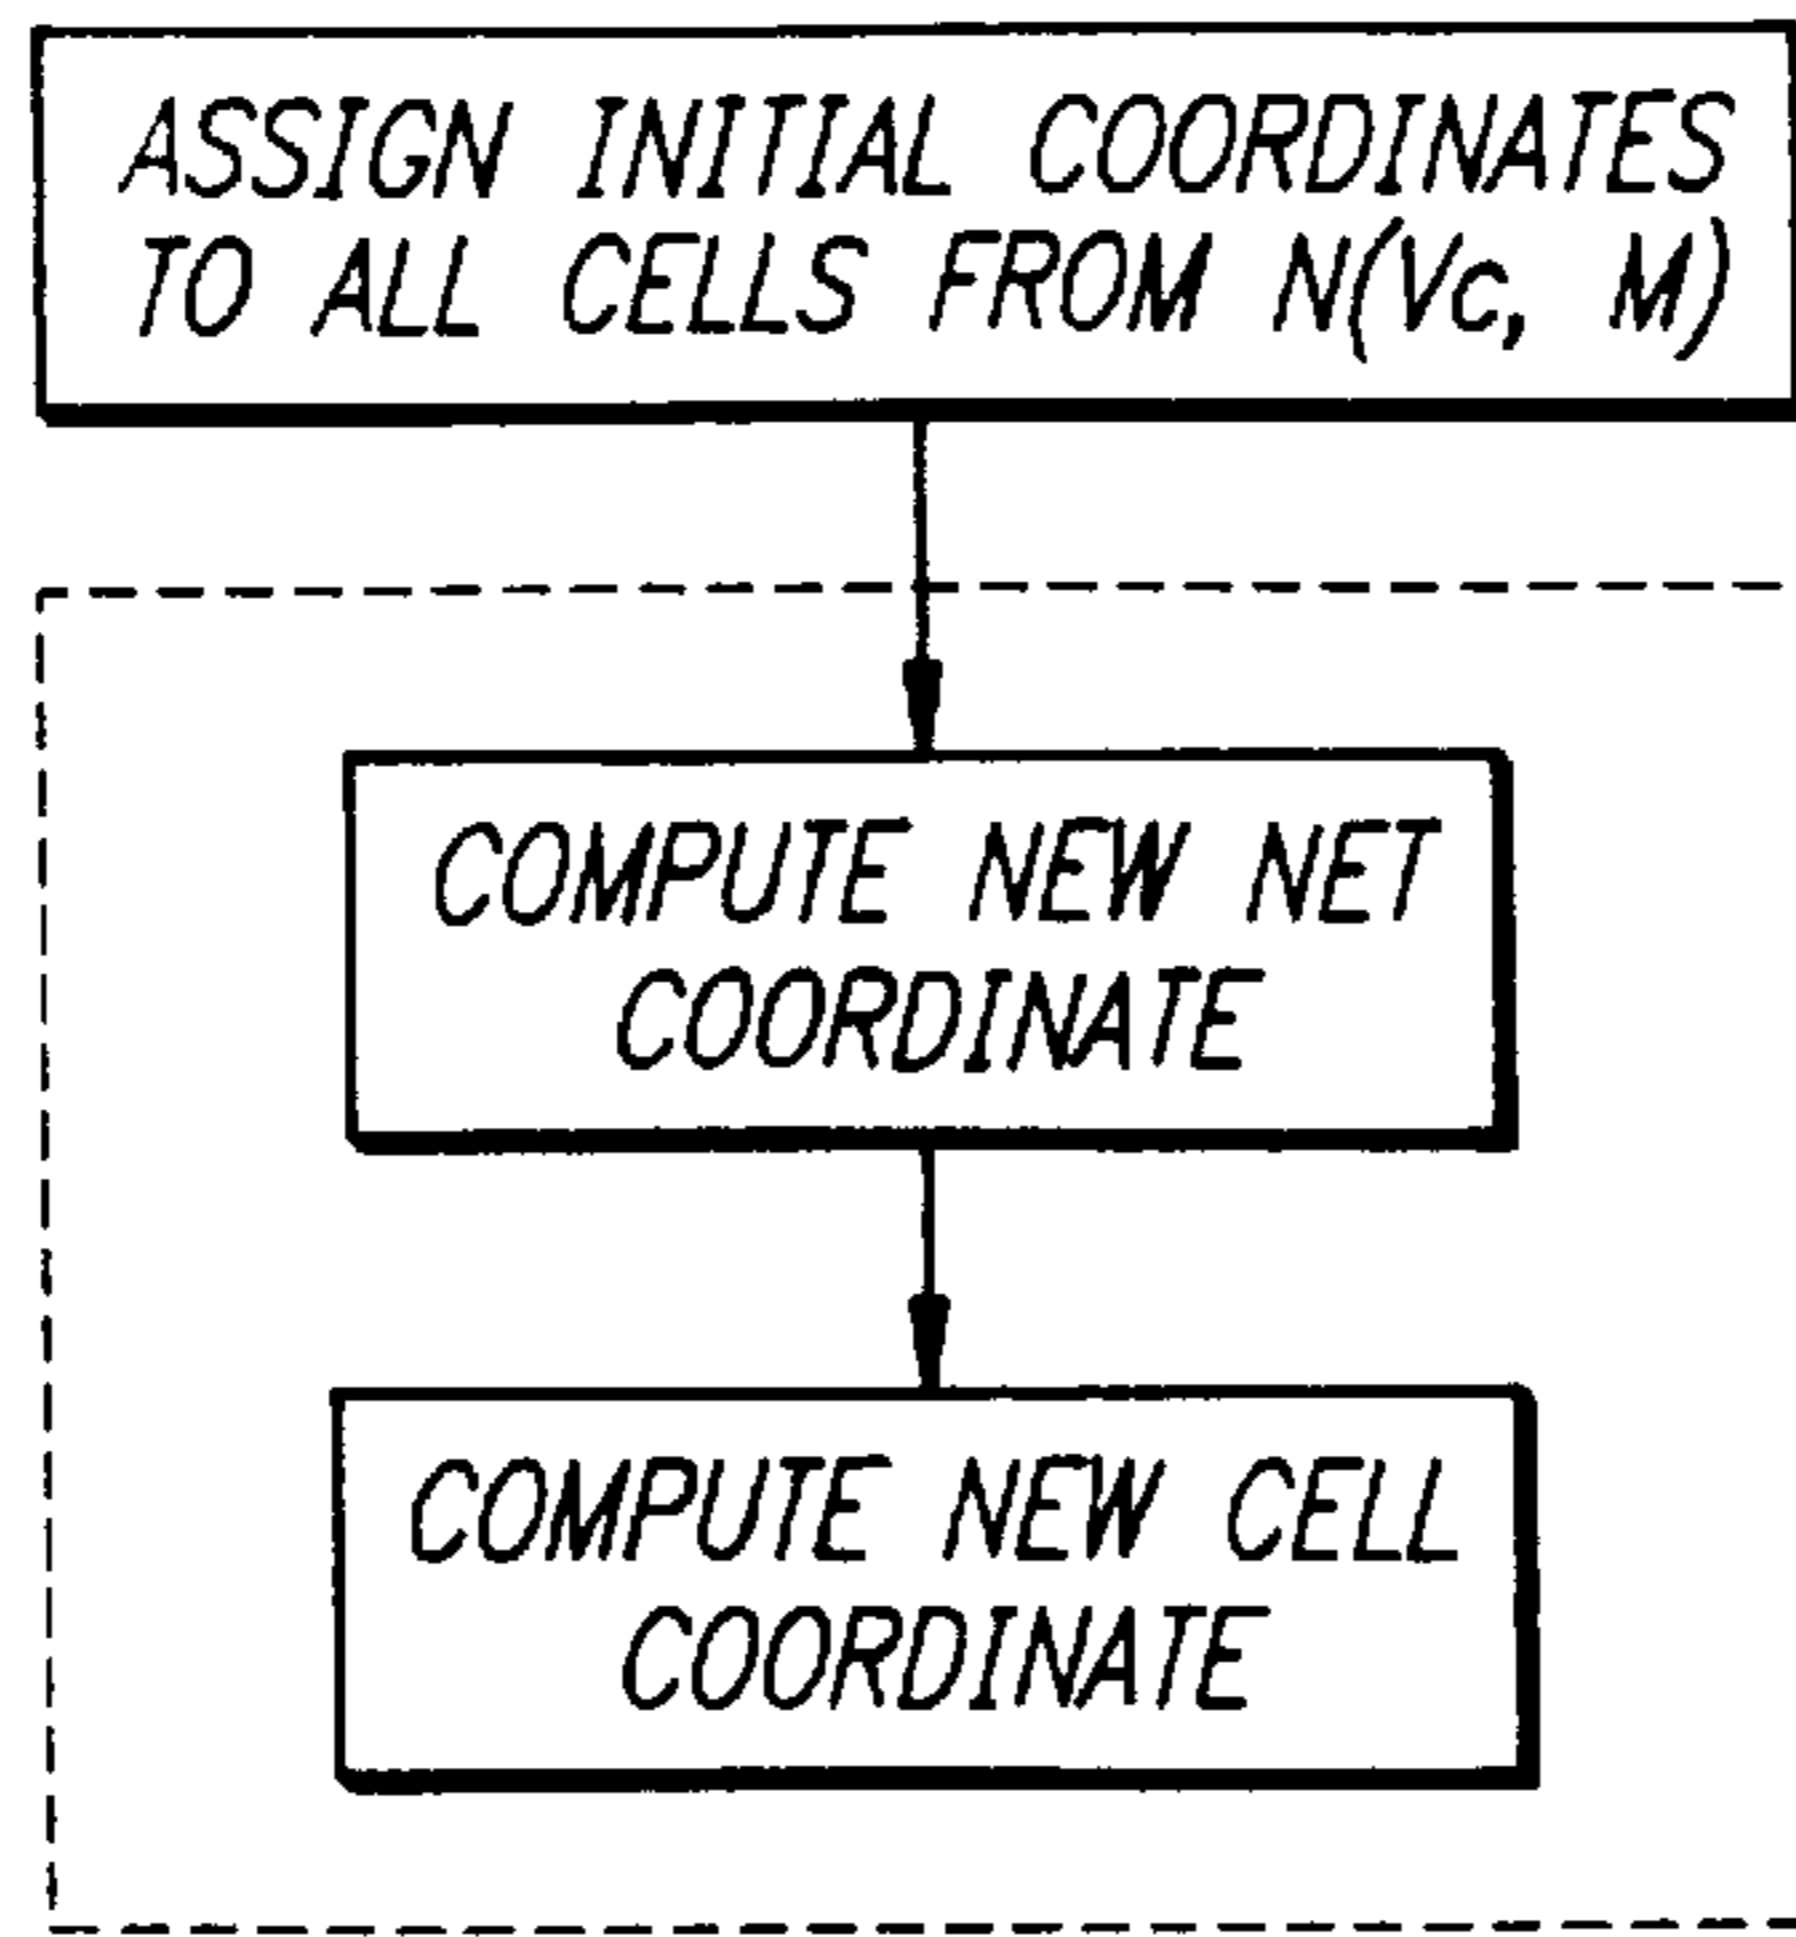 ASSIGN INITIAL COORDINATES
TO ALL CELLS FROM N(Vc, M)
COMPUTE NEW NET
COORDINATE
COMPUTE NEW CELL
COORDINATE